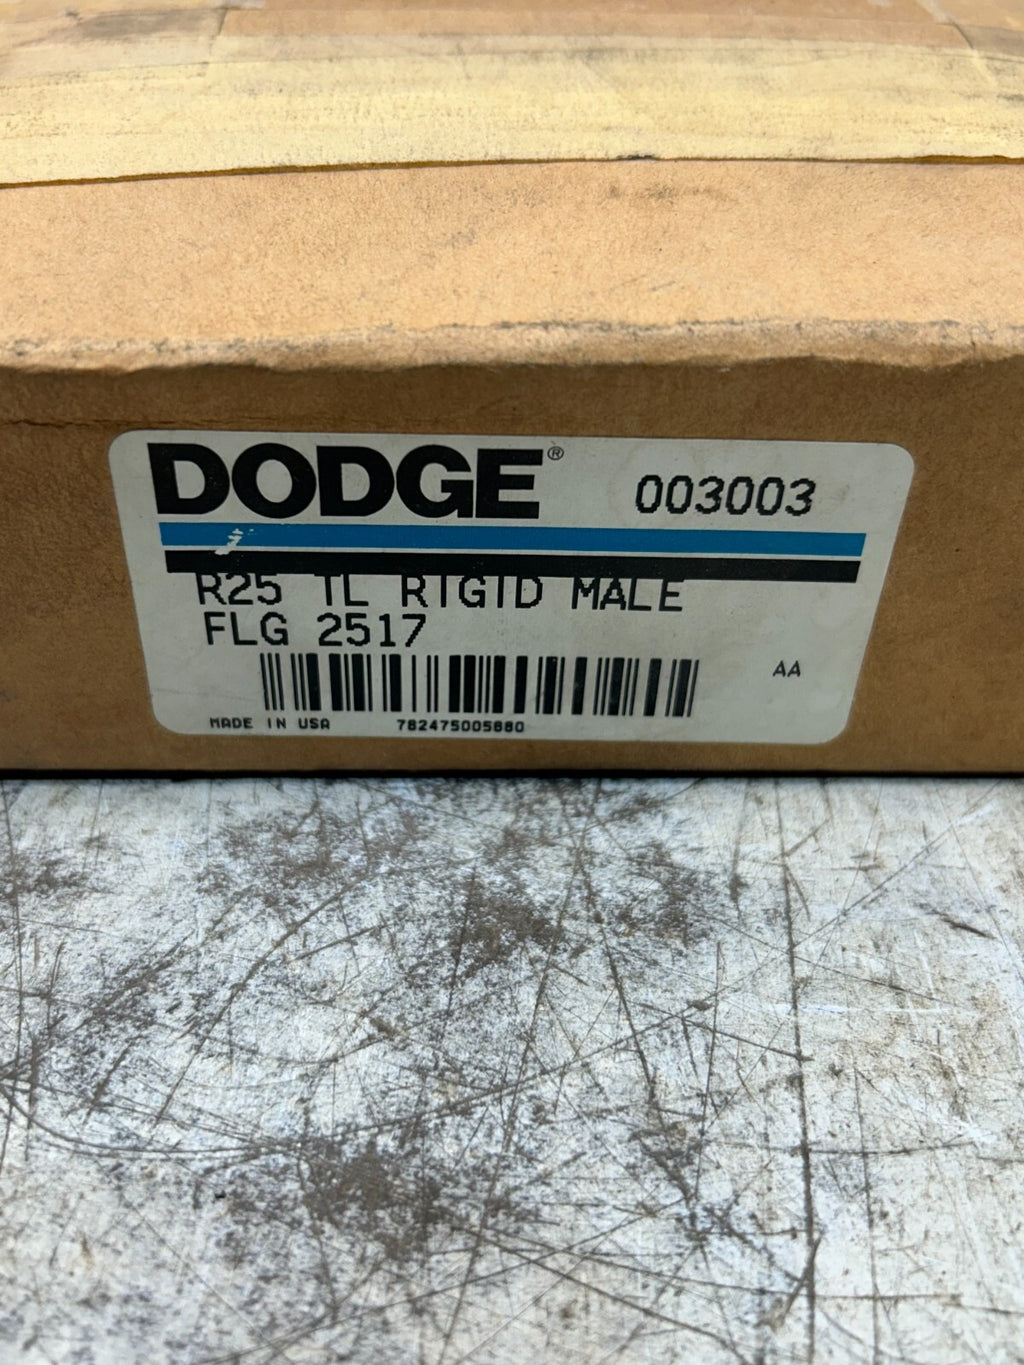 DODGE® 003003
R25 TL RIGID MALE
FLG 2517
AA
MADE IN USA 782475005880